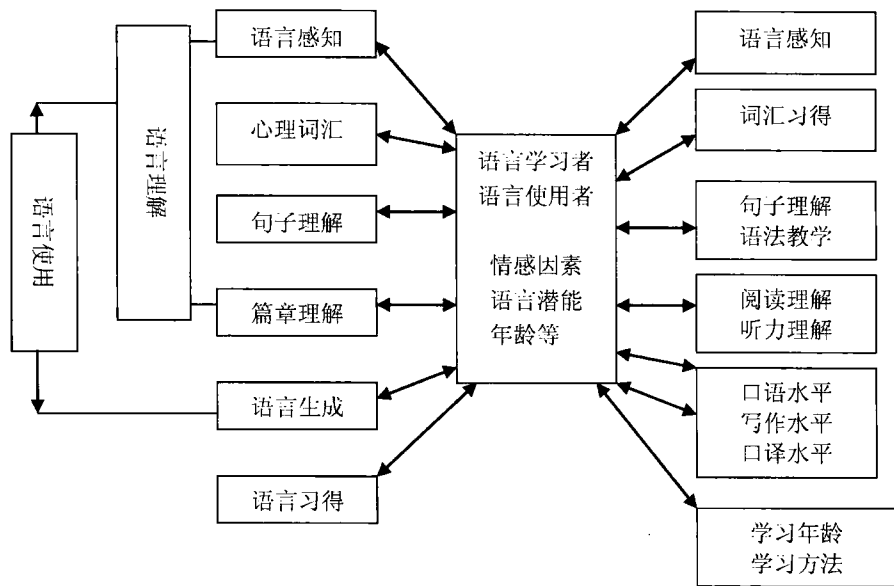 语言使用
语言理解
语言感知
心理词汇
句子理解
篇章理解
语言生成
语言习得
语言学习者
语言使用者
情感因素
语言潜能
年龄等
语言感知
词汇习得
句子理解
语法教学
阅读理解
听力理解
口语水平
写作水平
口译水平
学习年龄
学习方法